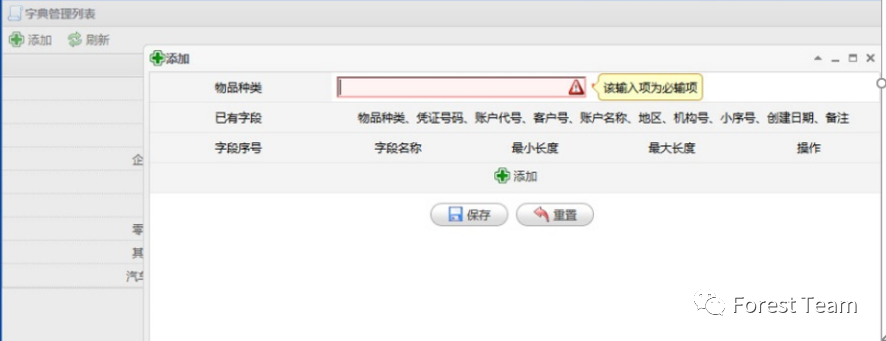 字典管理列表
添加 刷新
添加
物品种类 该输入项为必输项
已有字段 物品种类、凭证号码、账户代号、客户号、账户名称、地区、机构号、小序号、创建日期、备注
字段序号 字段名称 最小长度 最大长度 操作
企
添加
保存 重置
零
其
汽车
Forest Team